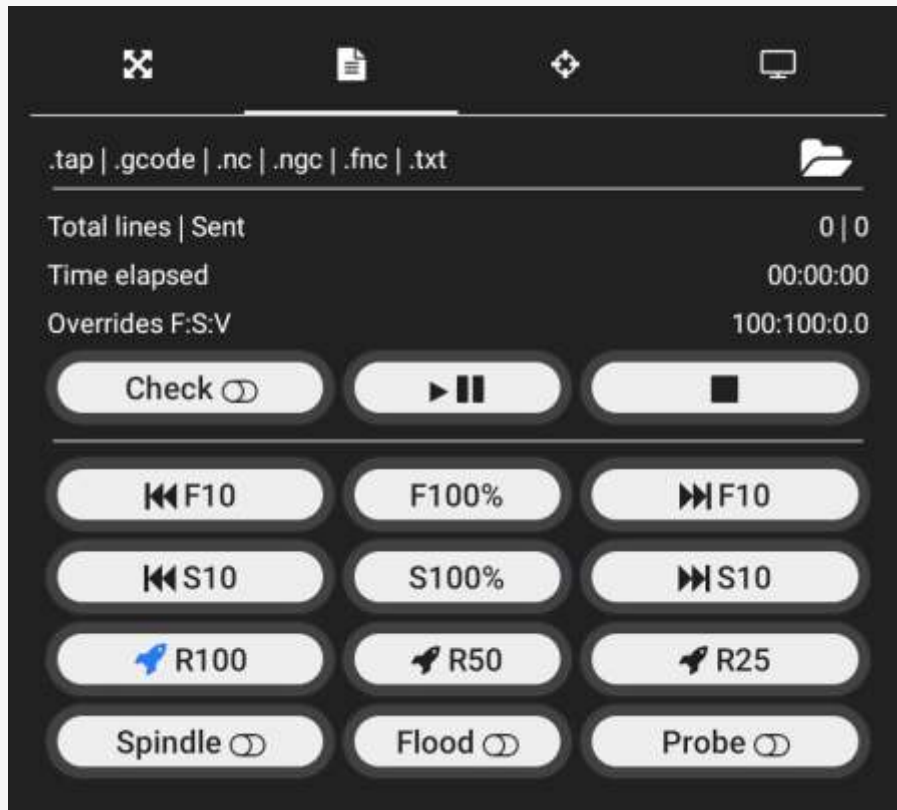 .tap | .gcode | .nc | .ngc | .fnc | .txt
Total lines | Sent 0 | 0
Time elapsed 00:00:00
Overrides F:S:V 100:100:0.0
Check
F10 F100% F10
S10 S100% S10
R100 R50 R25
Spindle Flood Probe